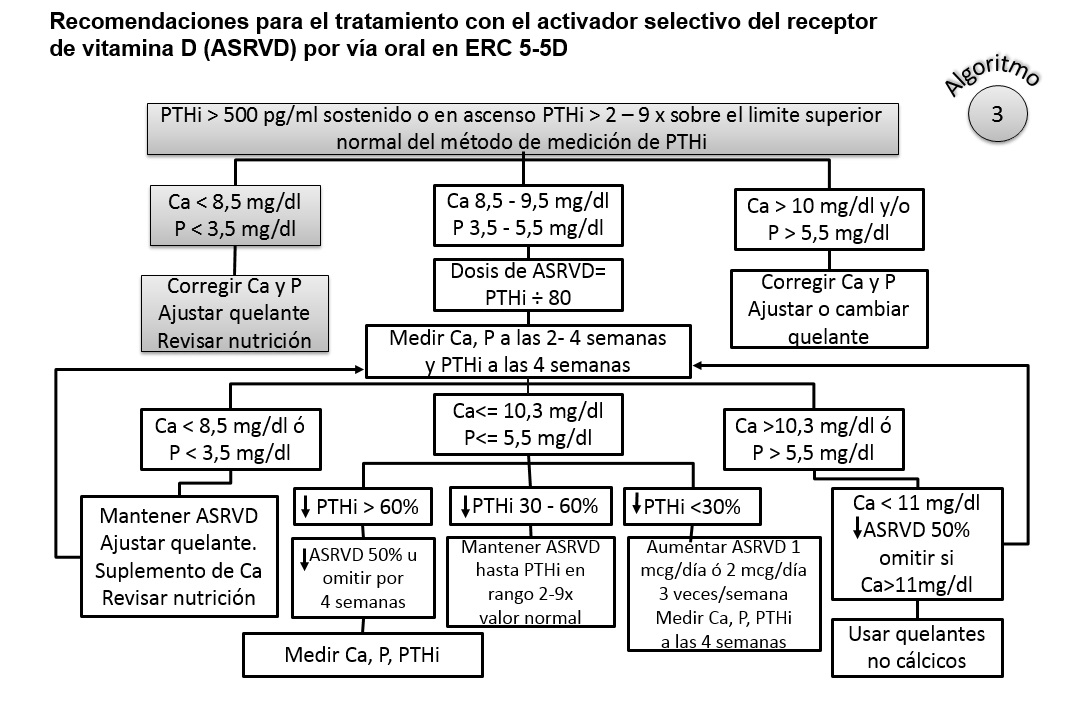 Recomendaciones para el tratamiento con el activador selectivo del receptor
de vitamina D (ASRVD) por vía oral en ERC 5-5D
Algoritmo
3
PTHi > 500 pg/ml sostenido o en ascenso PTHi > 2 – 9 x sobre el limite superior
normal del método de medición de PTHi
Ca < 8,5 mg/dl
P < 3,5 mg/dl
Ca 8,5 - 9,5 mg/dl
P 3,5 - 5,5 mg/dl
Ca > 10 mg/dl y/o
P > 5,5 mg/dl
Corregir Ca y P
Ajustar quelante
Revisar nutrición
Dosis de ASRVD=
PTHi ÷ 80
Corregir Ca y P
Ajustar o cambiar
quelante
Medir Ca, P a las 2- 4 semanas
y PTHi a las 4 semanas
Ca < 8,5 mg/dl ó
P < 3,5 mg/dl
Ca<= 10,3 mg/dl
P<= 5,5 mg/dl
Ca >10,3 mg/dl ó
P > 5,5 mg/dl
Mantener ASRVD
Ajustar quelante.
Suplemento de Ca
Revisar nutrición
↓ PTHi > 60%
↓PTHi 30 - 60%
↓PTHi <30%
Ca < 11 mg/dl
↓ASRVD 50%
omitir si
Ca>11mg/dl
↓ASRVD 50% u
omitir por
4 semanas
Mantener ASRVD
hasta PTHi en
rango 2-9x
valor normal
Aumentar ASRVD 1
mcg/día ó 2 mcg/día
3 veces/semana
Medir Ca, P, PTHi
a las 4 semanas
Medir Ca, P, PTHi
Usar quelantes
no cálcicos